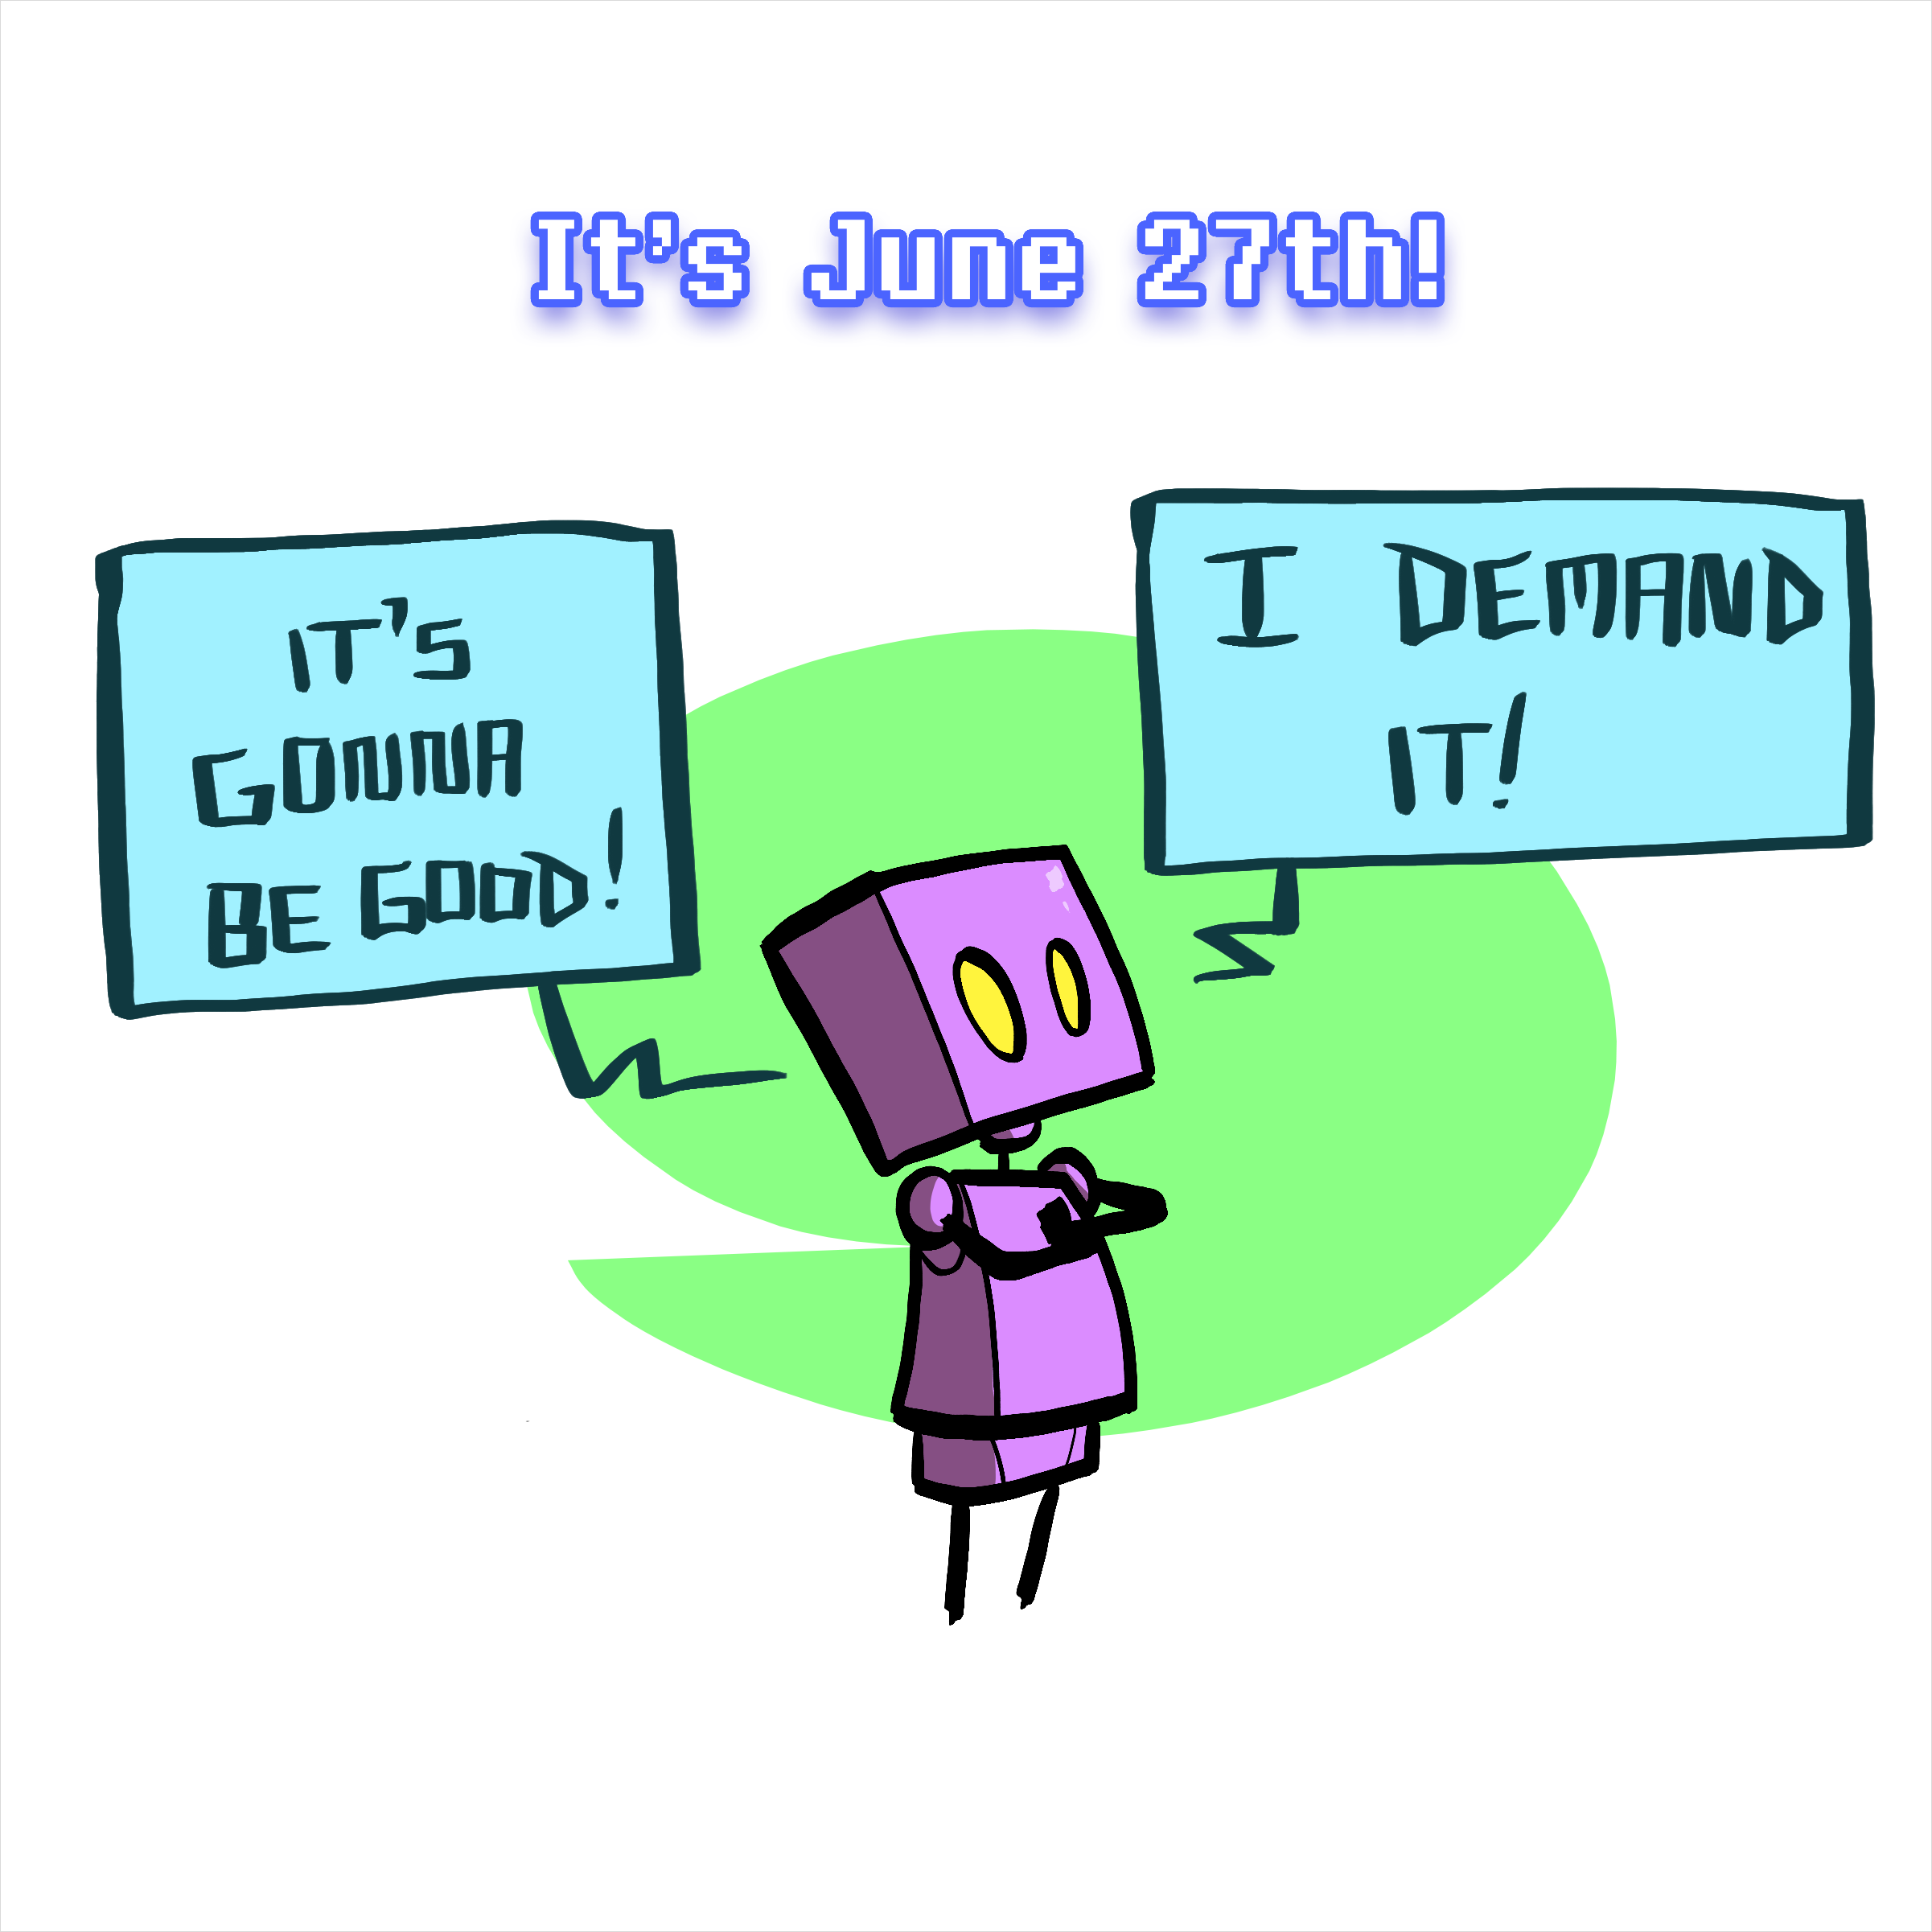 It's June 27th!
IT'S
GONNA
BE GOOD!
I DEMAND
IT!